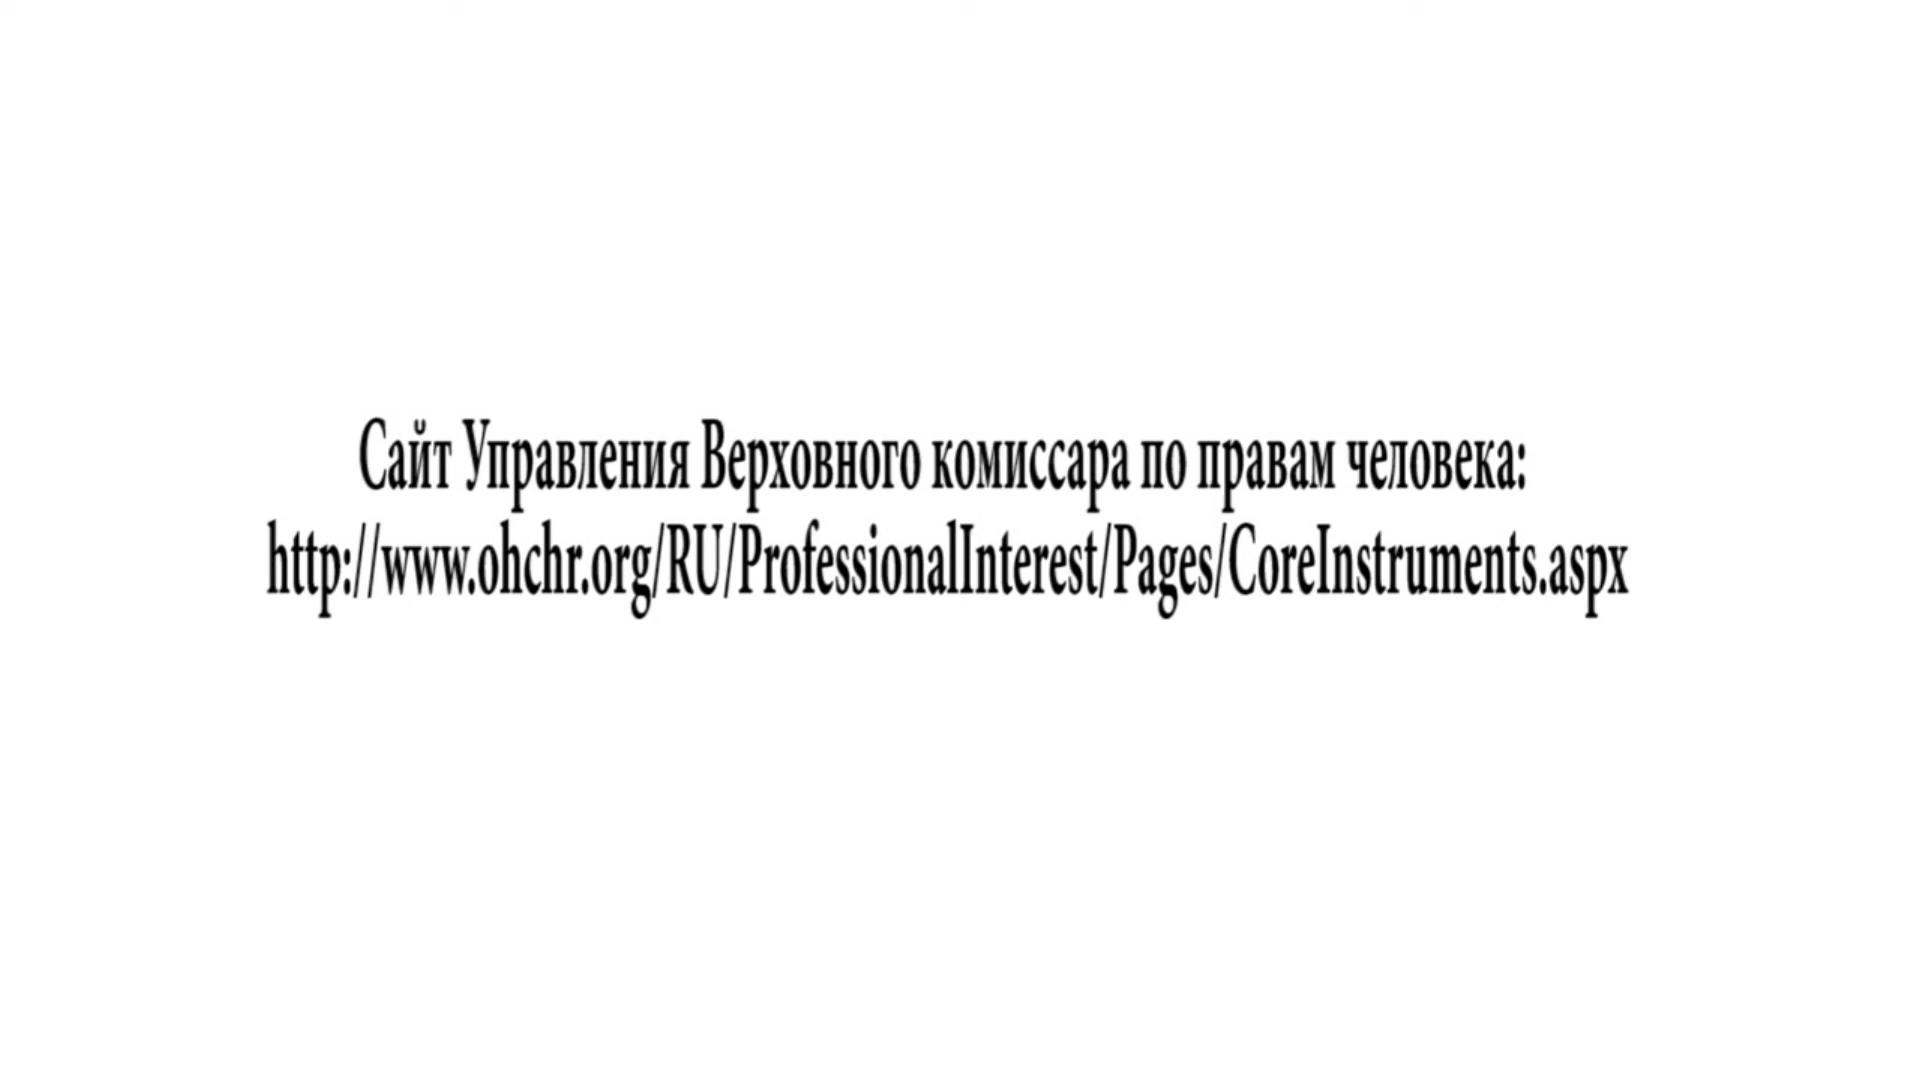 Сайт Управления Верховного комиссара по правам человека:
http://www.ohchr.org/RU/ProfessionalInterest/Pages/CoreInstruments.aspx